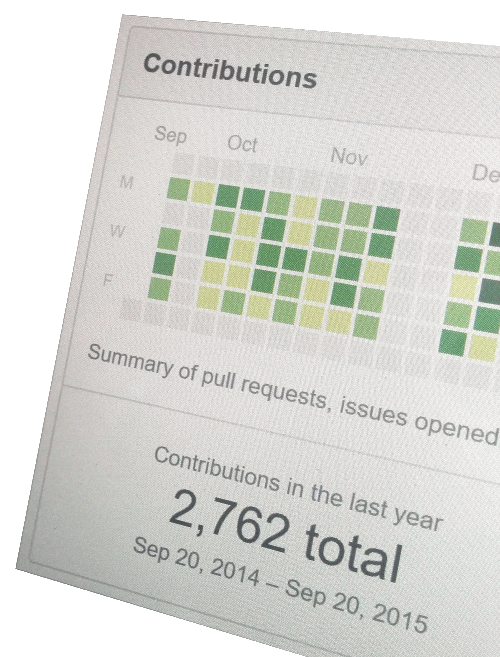 Contributions
Sep Oct Nov De
M
W
F
Summary of pull requests, issues opened
Contributions in the last year
2,762 total
Sep 20, 2014 – Sep 20, 2015